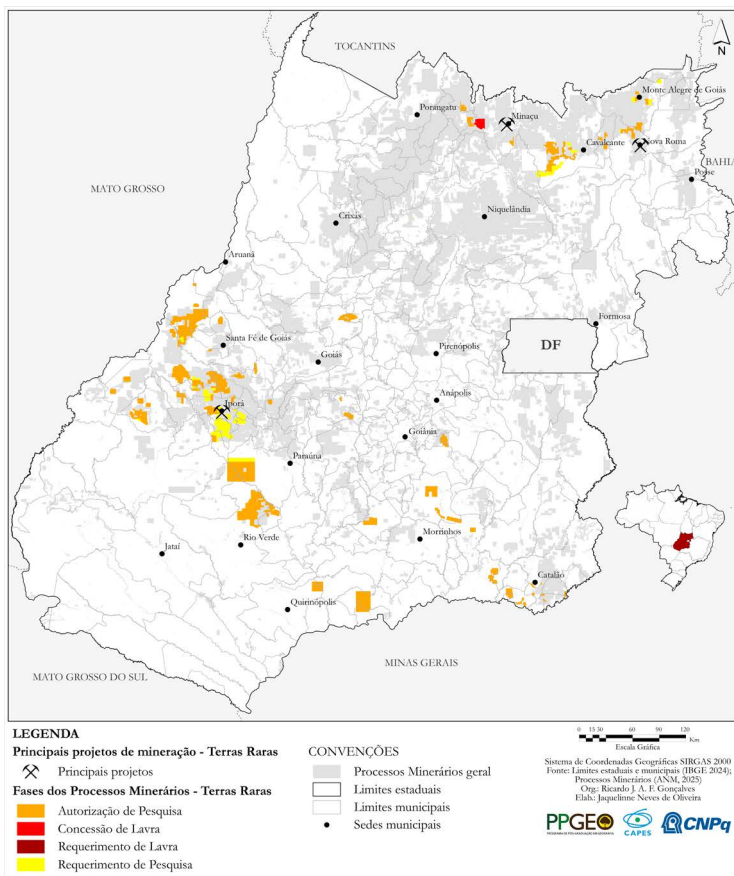 TOCANTINS
N
Monte Alegre de Goiás
Porangatu
Minaçu
Cavalcante
Nova Roma
BAHIA
Posse
MATO GROSSO
Niquelândia
Crixás
Aruanã
Formosa
Santa Fé de Goiás
DF
Goiás
Pirenópolis
Anápolis
Iporá
Goiânia
Paraúna
Morrinhos
Rio Verde
Jataí
Catalão
Quirinópolis
MINAS GERAIS
MATO GROSSO DO SUL
LEGENDA
Principais projetos de mineração - Terras Raras
Principais projetos
Fases dos Processos Minerários - Terras Raras
Autorização de Pesquisa
Concessão de Lavra
Requerimento de Lavra
Requerimento de Pesquisa
CONVENÇÕES
Processos Minerários geral
Limites estaduais
Limites municipais
Sedes municipais
0 15 30 60 90 120
Km
Escala Gráfica
Sistema de Coordenadas Geográficas SIRGAS 2000
Fonte: Limites estaduais e municipais (IBGE 2024);
Processos Minerários (ANM, 2025)
Org: Ricardo J. A. F. Gonçalves
Elab: Jaquelinne Neves de Oliveira
PPGEO
PROGRAMA DE PÓS-GRADUAÇÃO EM GEOGRAFIA
CAPES
CNPq